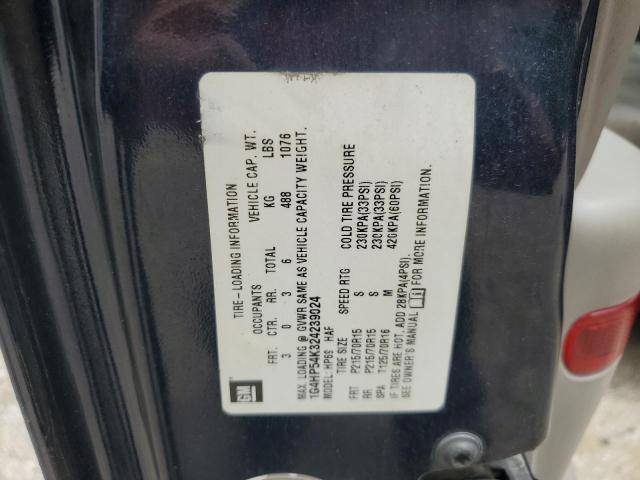 GM
TIRE-LOADING INFORMATION
OCCUPANTS VEHICLE CAP. WT.
FRT. CTR. RR. TOTAL KG LBS
3 0 3 6 488 1076
MAX. LOADING @ GVWR SAME AS VEHICLE CAPACITY WEIGHT.
1G4HP54K324239024
MODEL: HP69 HAF
TIRE SIZE SPEED RTG COLD TIRE PRESSURE
FRT P215/70R15 S 230KPA(33PSI)
RR P215/70R15 S 230KPA(33PSI)
SPA T125/70R16 M 420KPA(60PSI)
IF TIRES ARE HOT, ADD 28KPA(4PSI).
SEE OWNER'S MANUAL FOR MORE INFORMATION.